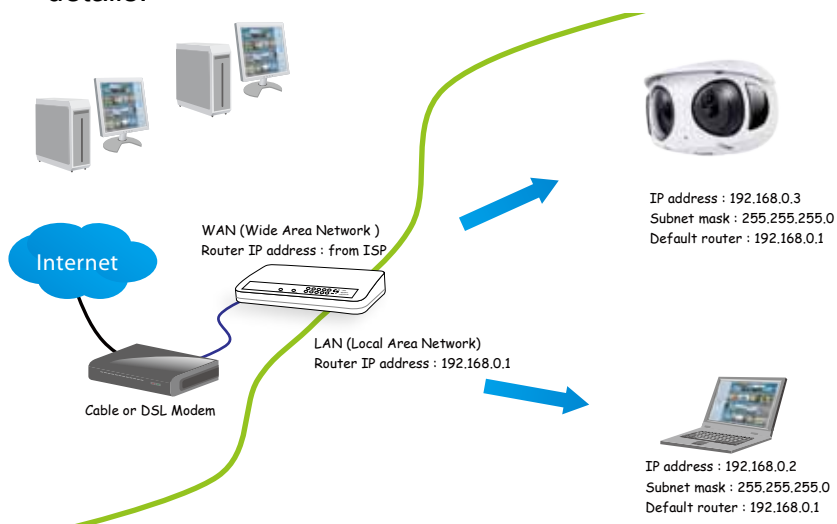 WAN (Wide Area Network )
Router IP address : from ISP
Internet
LAN (Local Area Network)
Router IP address : 192.168.0.1
Cable or DSL Modem
IP address : 192.168.0.3
Subnet mask : 255.255.255.0
Default router : 192.168.0.1
IP address : 192.168.0.2
Subnet mask : 255.255.255.0
Default router : 192.168.0.1